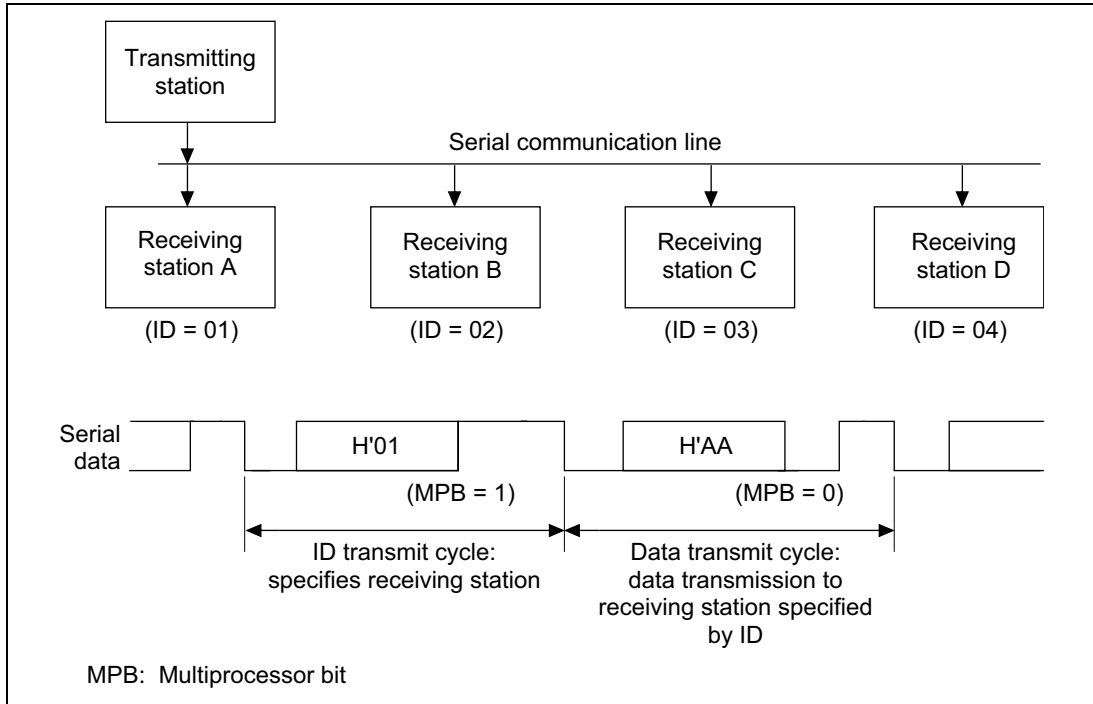 Transmitting
station
Serial communication line
Receiving
station A
Receiving
station B
Receiving
station C
Receiving
station D
(ID = 01)
(ID = 02)
(ID = 03)
(ID = 04)
Serial
data
H'01
H'AA
(MPB = 1)
(MPB = 0)
ID transmit cycle:
specifies receiving station
Data transmit cycle:
data transmission to
receiving station specified
by ID
MPB: Multiprocessor bit